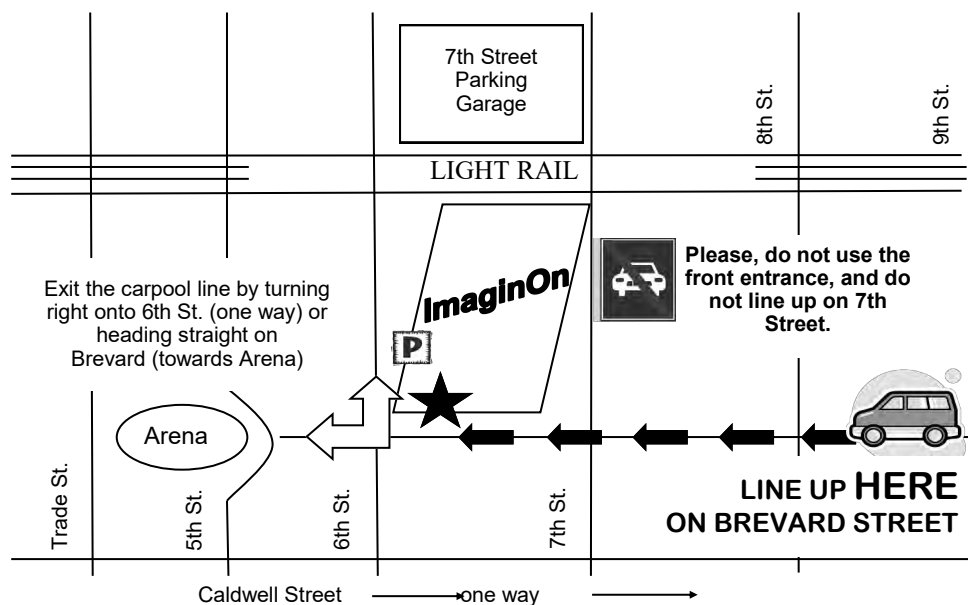 7th Street
Parking
Garage
8th St.
9th St.
LIGHT RAIL
ImaginOn
Please, do not use the
front entrance, and do
not line up on 7th
Street.
Exit the carpool line by turning
right onto 6th St. (one way) or
heading straight on
Brevard (towards Arena)
P
Arena
LINE UP HERE
ON BREVARD STREET
Trade St.
5th St.
6th St.
7th St.
Caldwell Street
one way